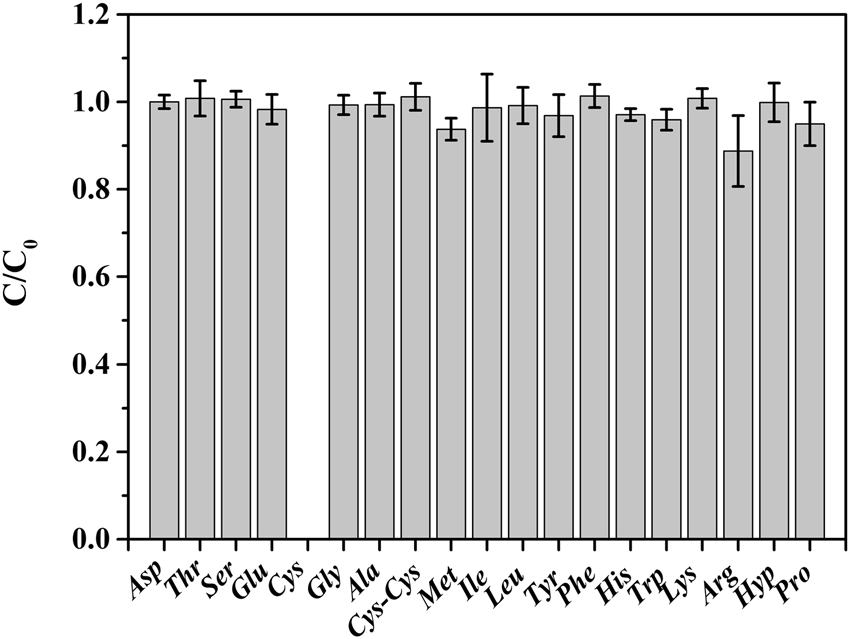 1.2
1.0
0.8
0.6
0.4
0.2
0.0
C/C0
Asp
Thr
Ser
Glu
Cys
Gly
Ala
Cys-Cys
Met
Ile
Leu
Tyr
Phe
His
Trp
Lys
Arg
Hyp
Pro